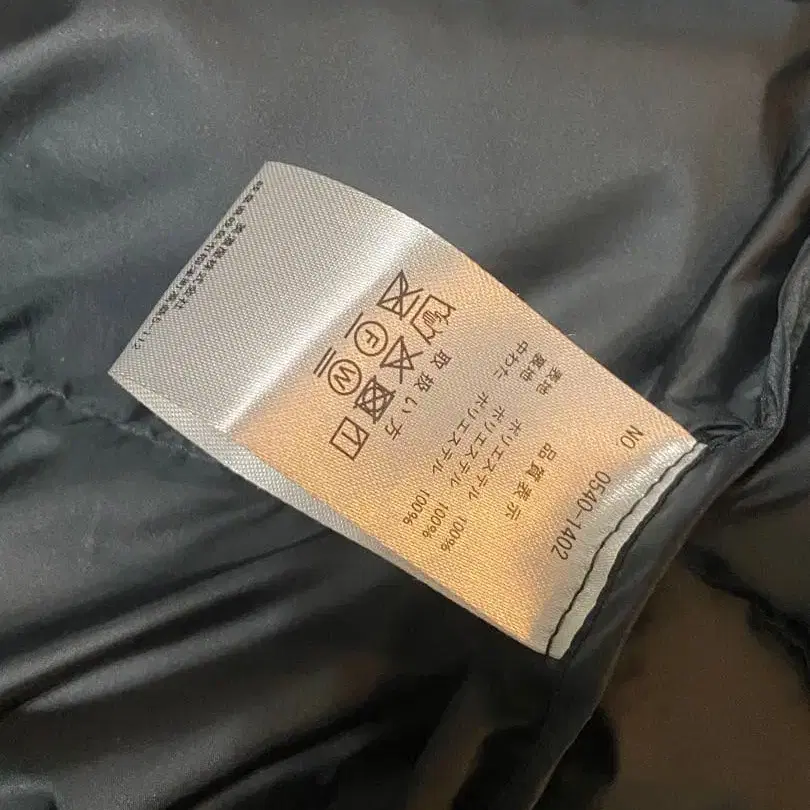 NO 0540-1402
品質表示
表地 ポリエステル 100%
裏地 ポリエステル 100%
中わた ポリエステル 100%
取扱い方
F
W